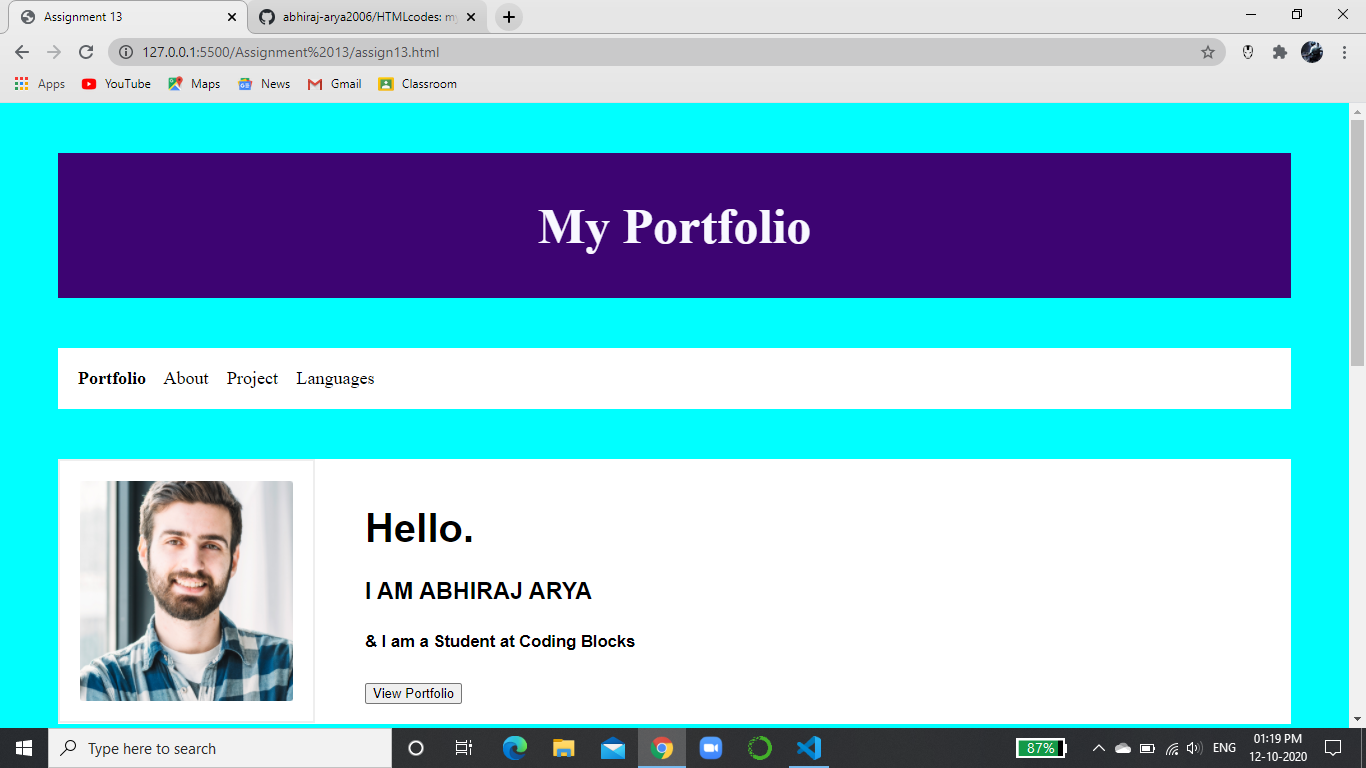 Assignment 13
abhiraj-arya2006/HTMLcodes: my
127.0.0.1:5500/Assignment%2013/assign13.html
Apps YouTube Maps News Gmail Classroom
My Portfolio
Portfolio About Project Languages
Hello.
I AM ABHIRAJ ARYA
& I am a Student at Coding Blocks
View Portfolio
Type here to search
87%
ENG
01:19 PM
12-10-2020